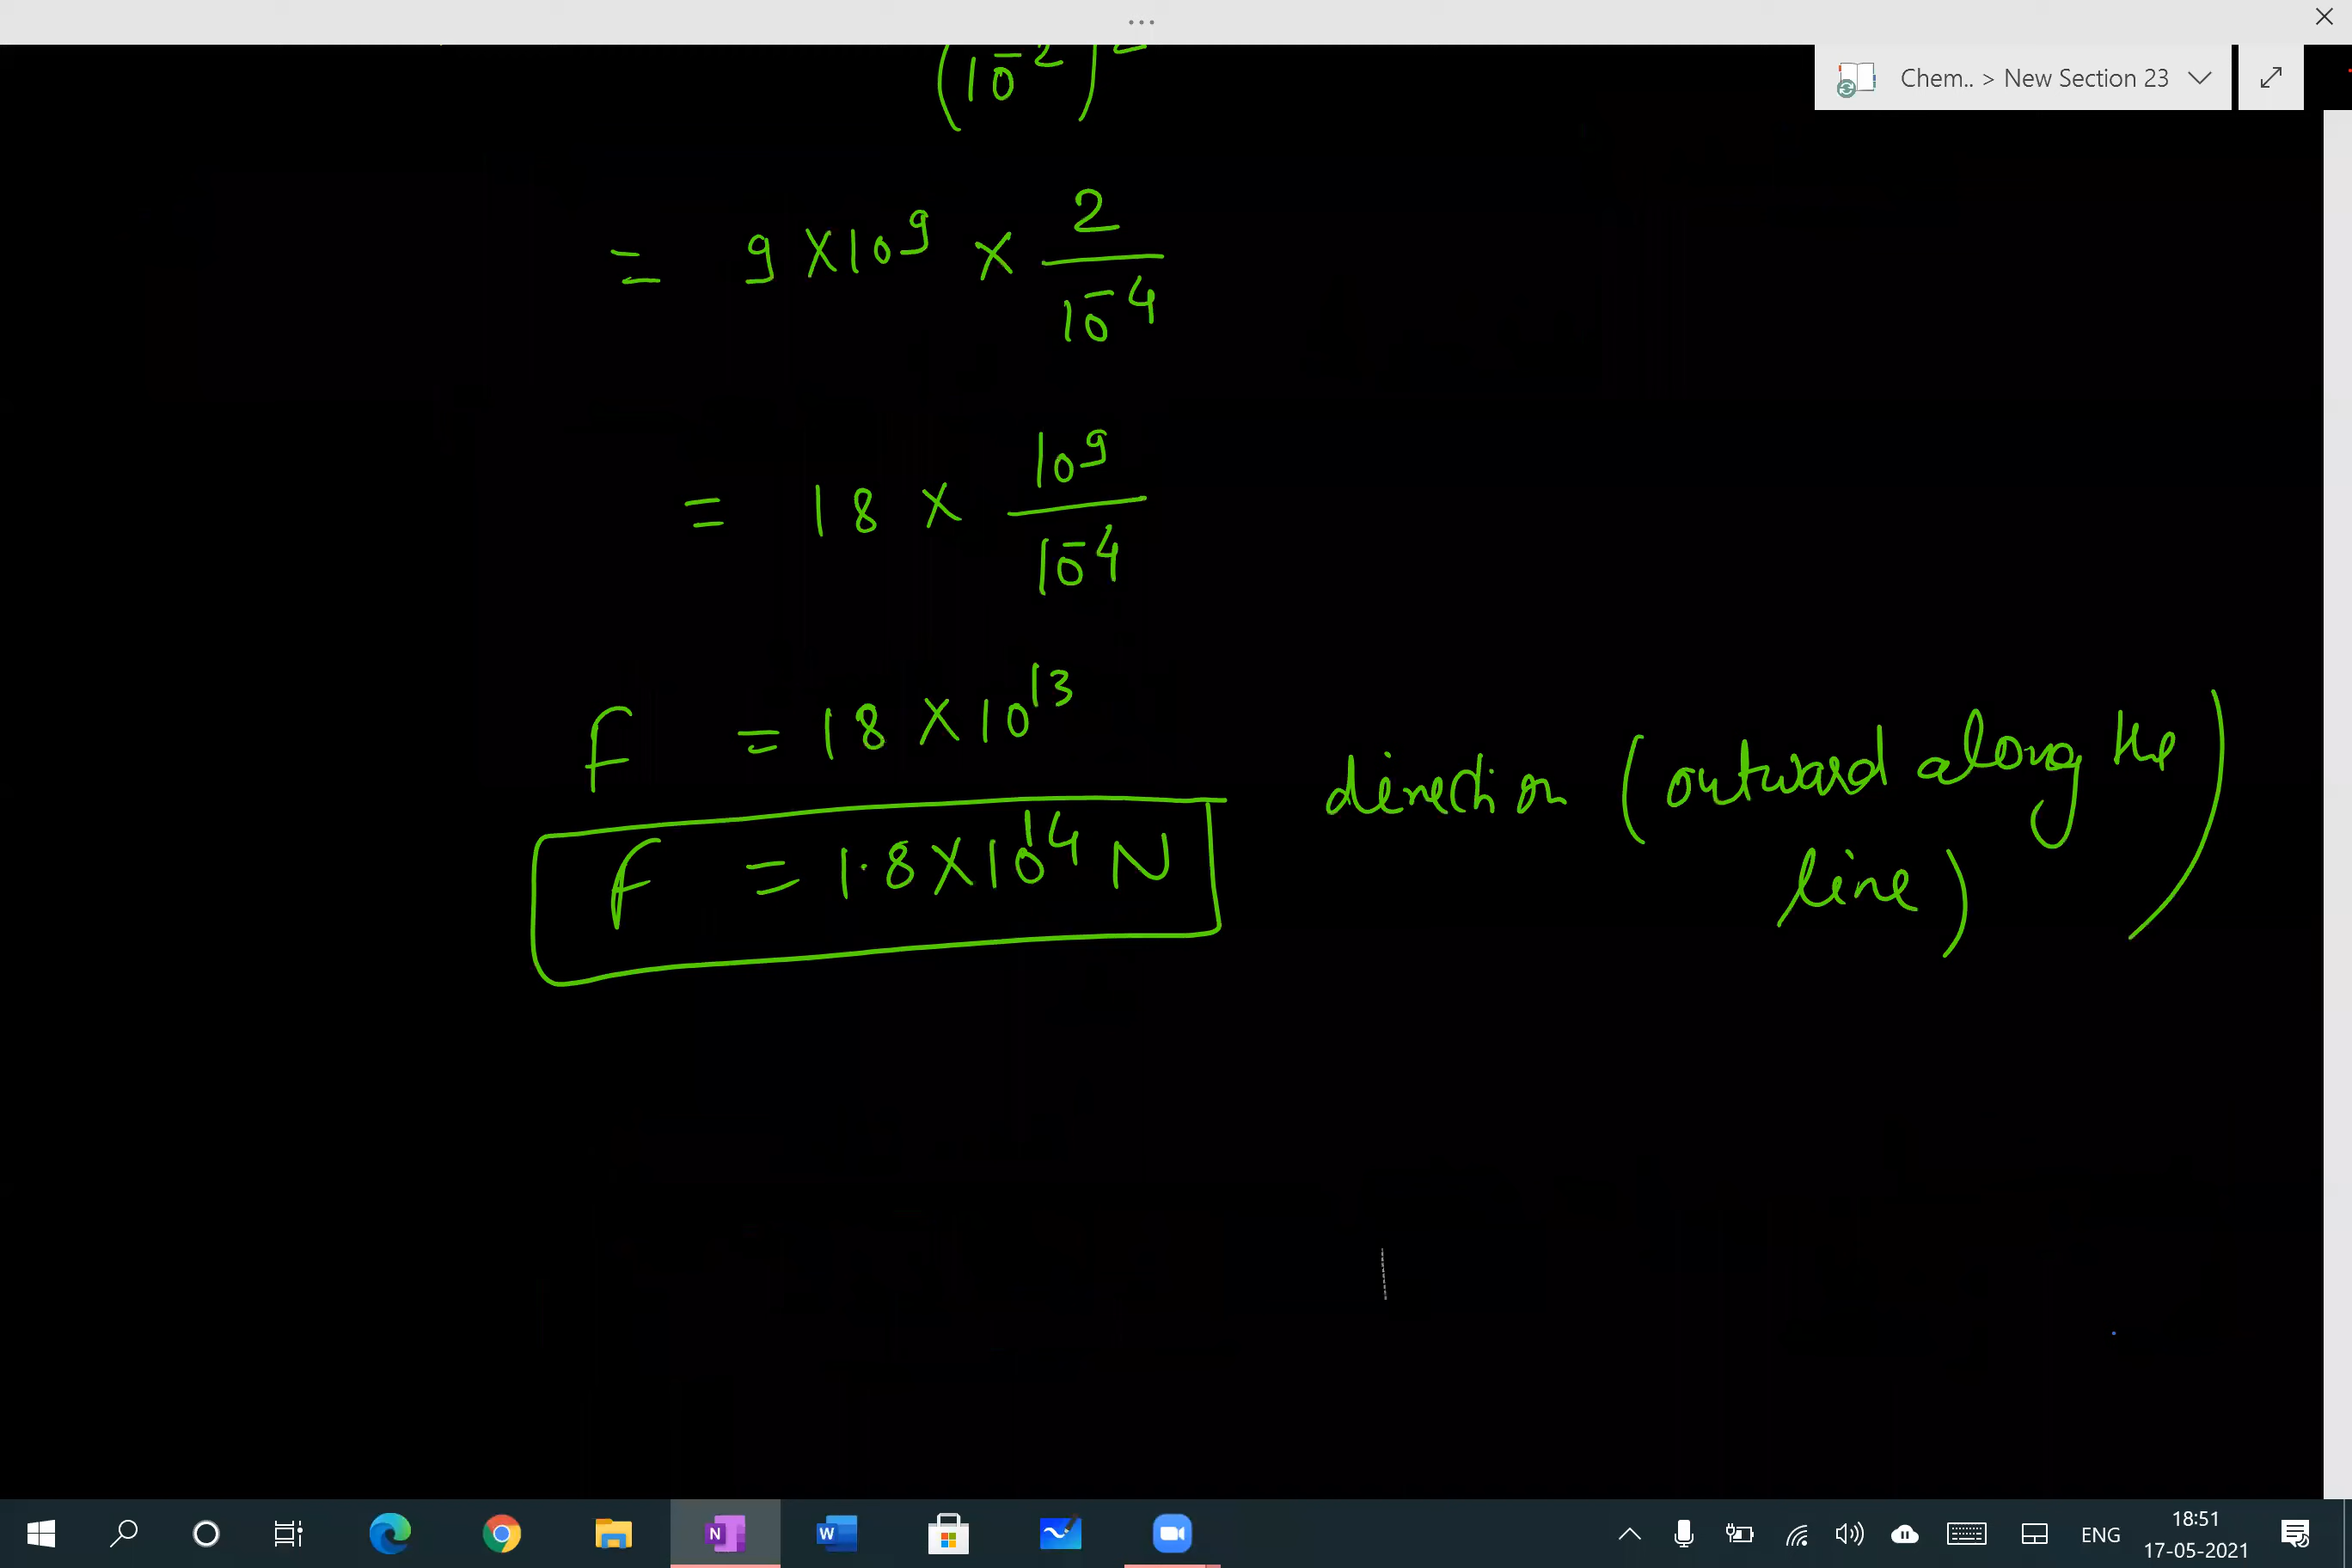 ...
Chem.. > New Section 23
(10⁻²)²
= 9 × 10⁹ × 2/10⁻⁴
= 18 × 10⁹/10⁻⁴
F = 18 × 10¹³
F = 1.8 × 10¹⁴ N
direction (outward along the
line)
ENG
18:51
17-05-2021